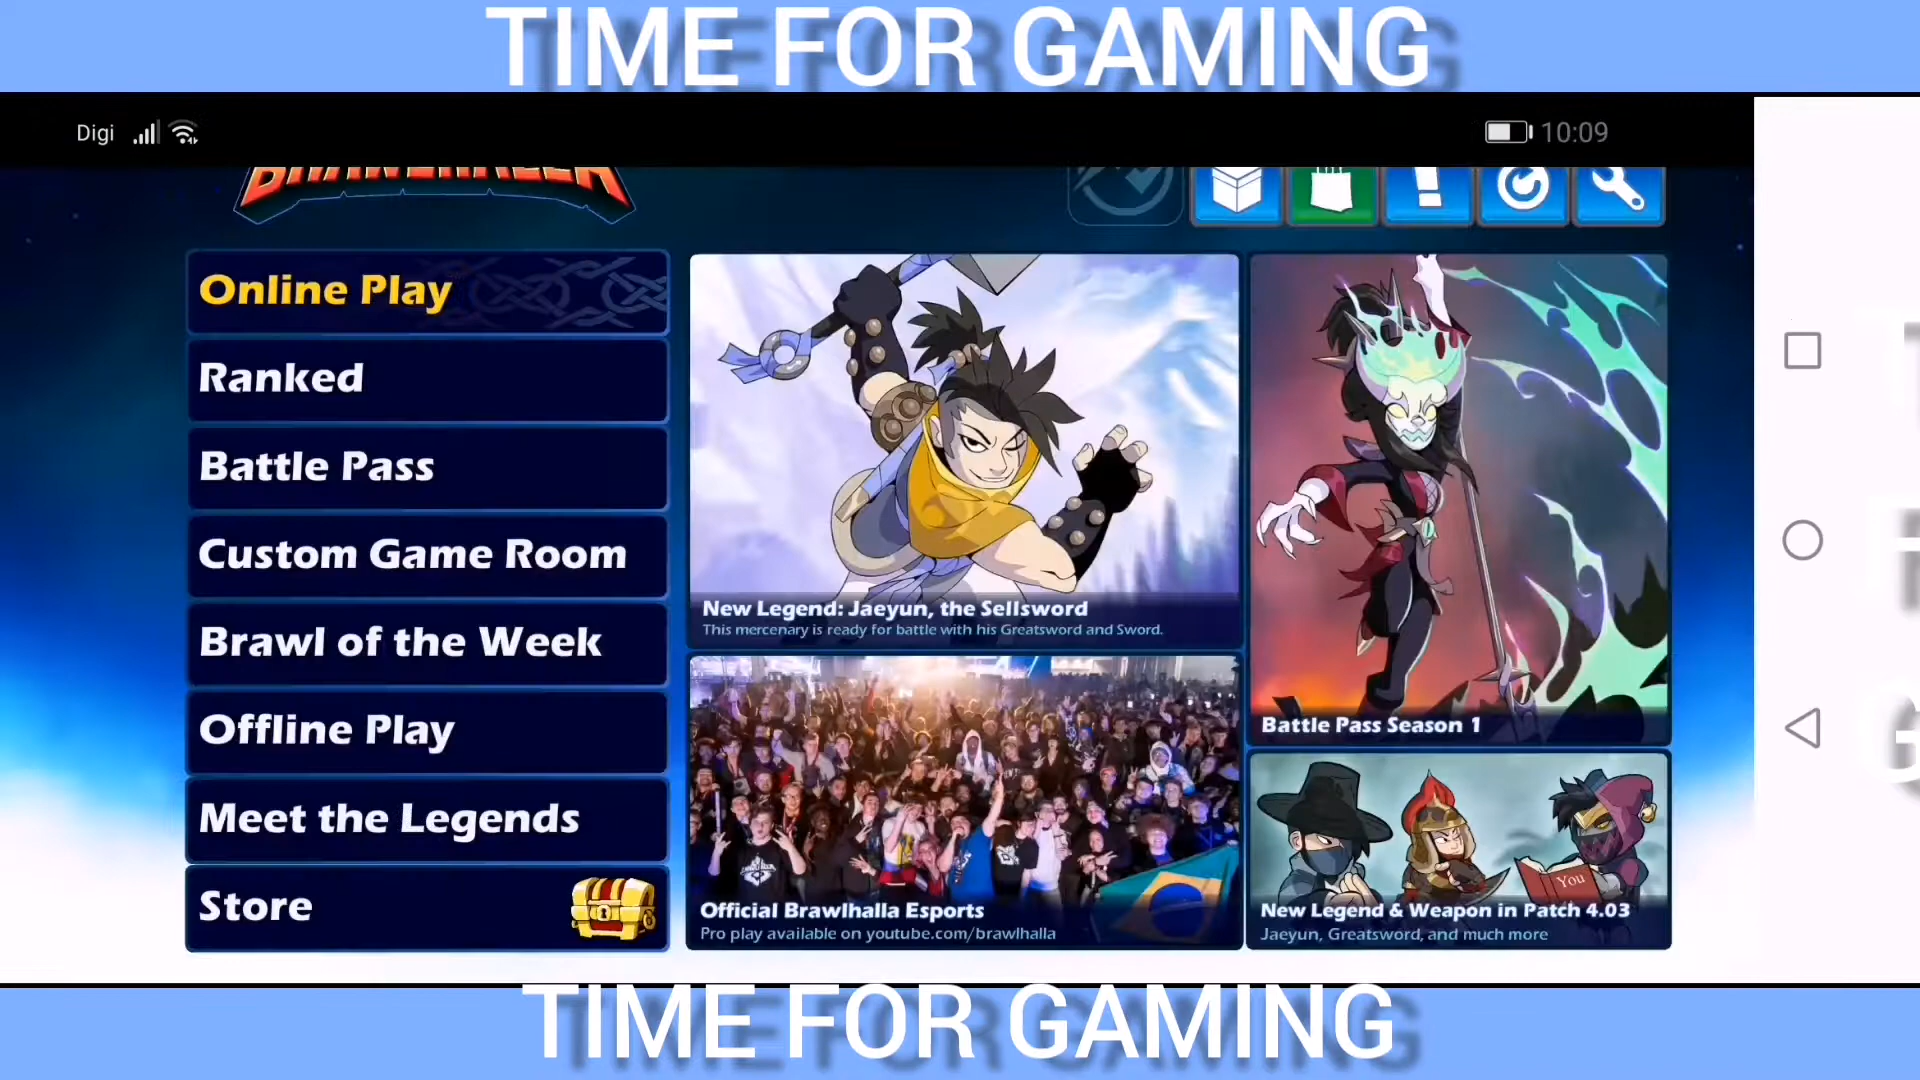 TIME FOR GAMING
Digi
10:09
BRAWLHALLA
Online Play
Ranked
Battle Pass
Custom Game Room
Brawl of the Week
Offline Play
Meet the Legends
Store
New Legend: Jaeyun, the Sellsword
This mercenary is ready for battle with his Greatsword and Sword.
Official Brawlhalla Esports
Pro play available on youtube.com/brawlhalla
Battle Pass Season 1
You
New Legend & Weapon in Patch 4.03
Jaeyun, Greatsword, and much more
TIME FOR GAMING